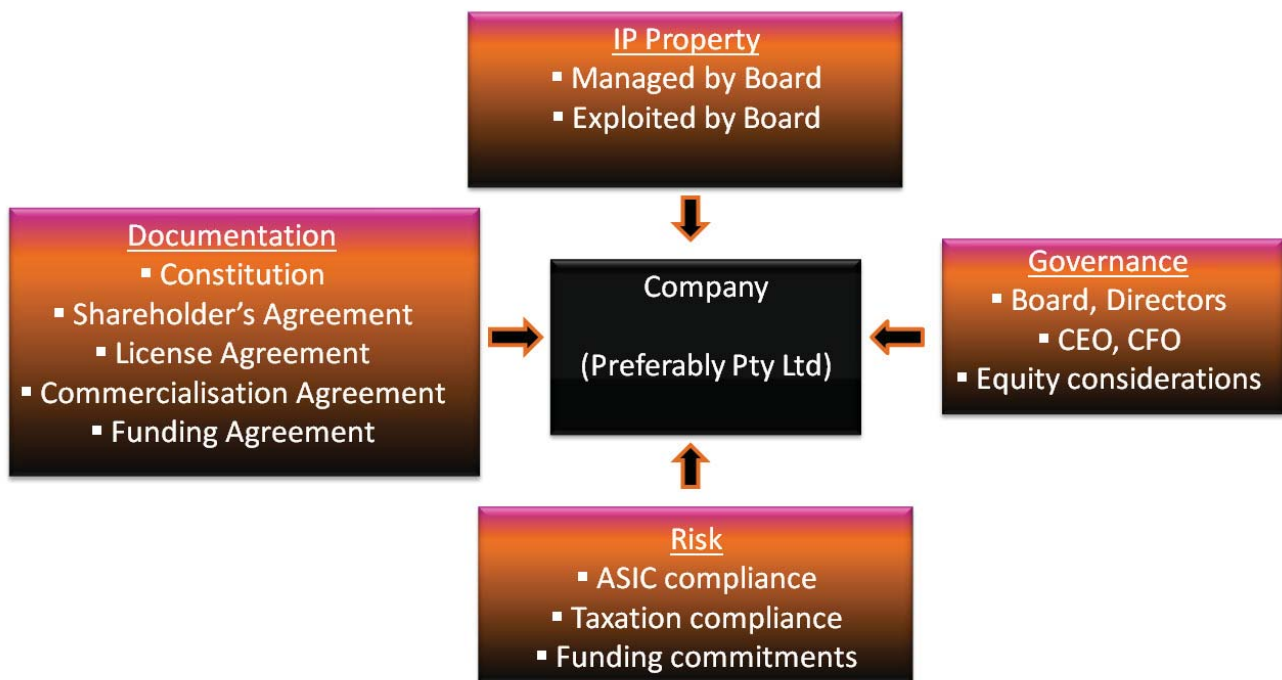 IP Property
▪ Managed by Board
▪ Exploited by Board
Documentation
▪ Constitution
▪ Shareholder’s Agreement
▪ License Agreement
▪ Commercialisation Agreement
▪ Funding Agreement
Company
(Preferably Pty Ltd)
Governance
▪ Board, Directors
▪ CEO, CFO
▪ Equity considerations
Risk
▪ ASIC compliance
▪ Taxation compliance
▪ Funding commitments